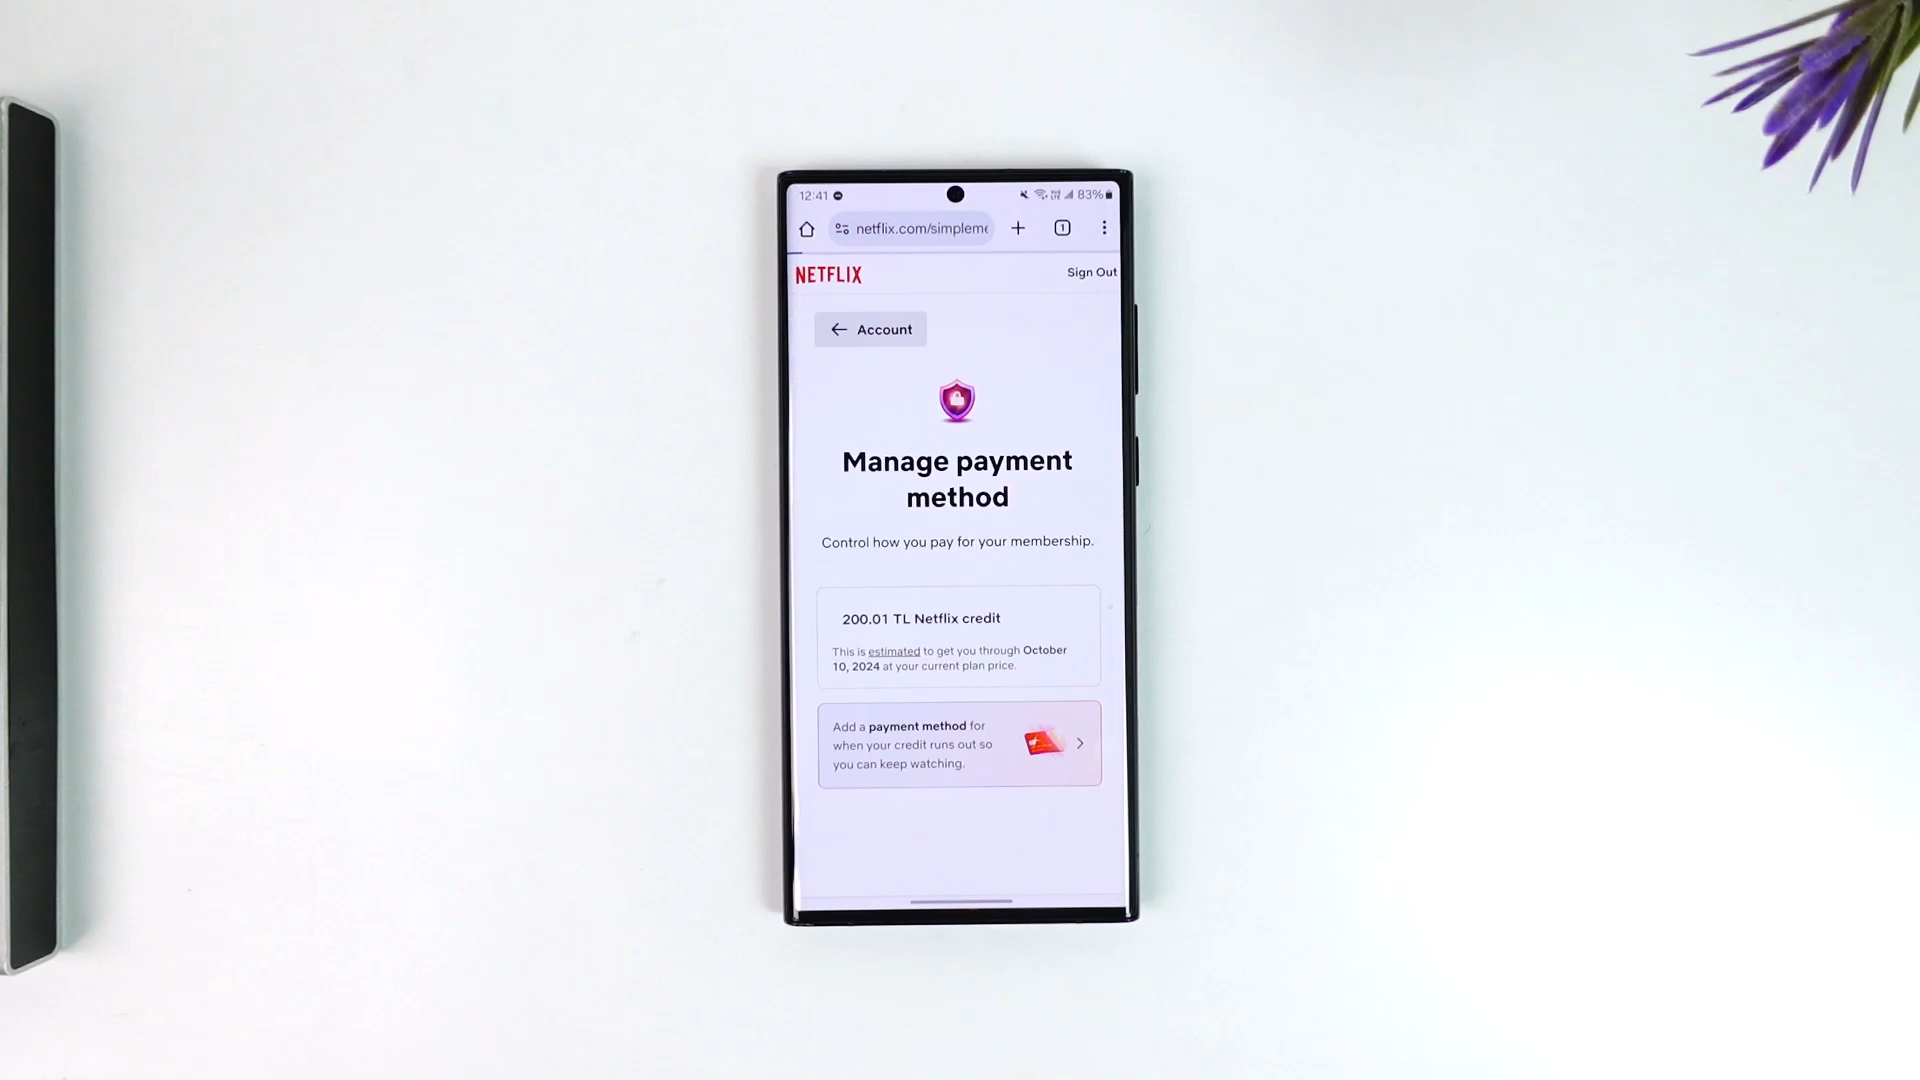 12:41
83%
netflix.com/simpleme
1
NETFLIX
Sign Out
Account
Manage payment
method
Control how you pay for your membership.
200.01 TL Netflix credit
This is estimated to get you through October
10, 2024 at your current plan price.
Add a payment method for
when your credit runs out so
you can keep watching.